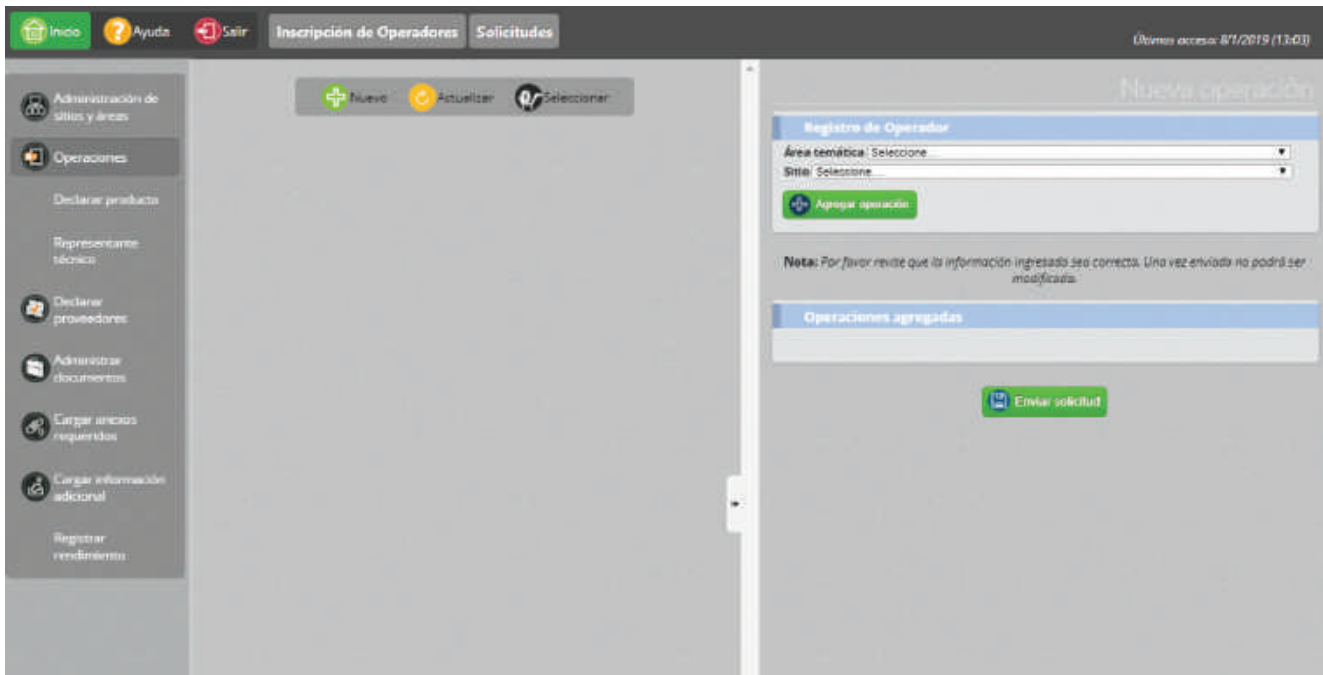 Inicio
Ayuda
Salir
Inscripción de Operadores
Solicitudes
Último acceso: 8/1/2019 (13:03)
Administración de
sitios y áreas
Operaciones
Declarar producto
Representante
técnico
Declarar
proveedores
Administrar
documentos
Cargar anexos
requeridos
Cargar información
adicional
Registrar
rendimiento
Nuevo
Actualizar
Seleccionar
Nueva operación
Registro de Operador
Área temática Seleccione....
Sitio Seleccione....
Agregar operación
Nota: Por favor revise que la información ingresada sea correcta. Una vez enviada no podrá ser
modificada.
Operaciones agregadas
Enviar solicitud